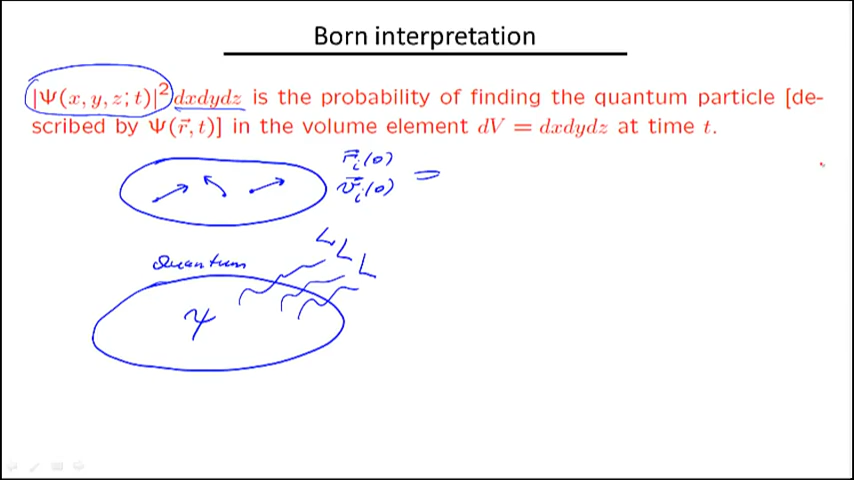 Born interpretation
|Ψ(x, y, z; t)|² dxdydz is the probability of finding the quantum particle [de-
scribed by Ψ(r⃗, t)] in the volume element dV = dxdydz at time t.
r⃗ᵢ(0)
v⃗ᵢ(0) =
Quantum
L L L
Ψ